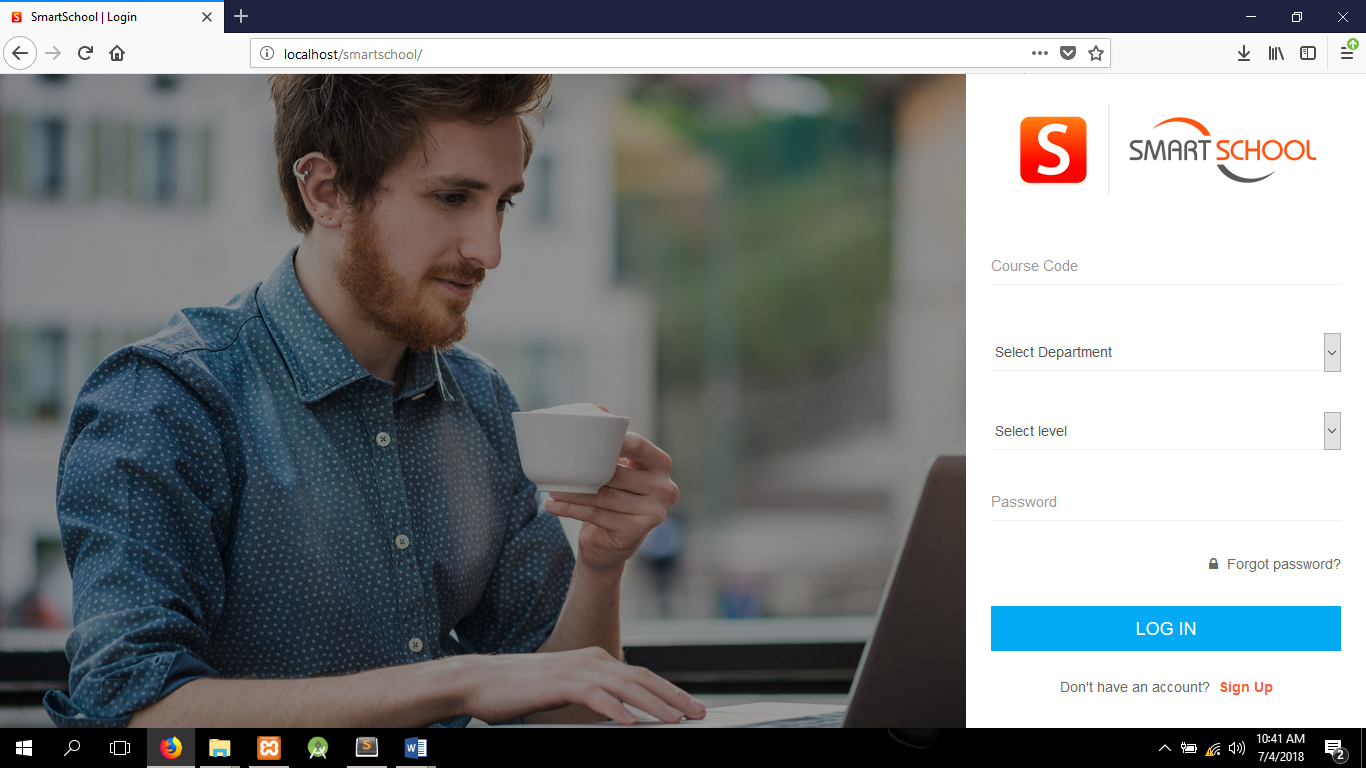 SmartSchool | Login
localhost/smartschool/
S
SMART SCHOOL
Course Code
Select Department
Select level
Password
Forgot password?
LOG IN
Don't have an account? Sign Up
10:41 AM
7/4/2018
2